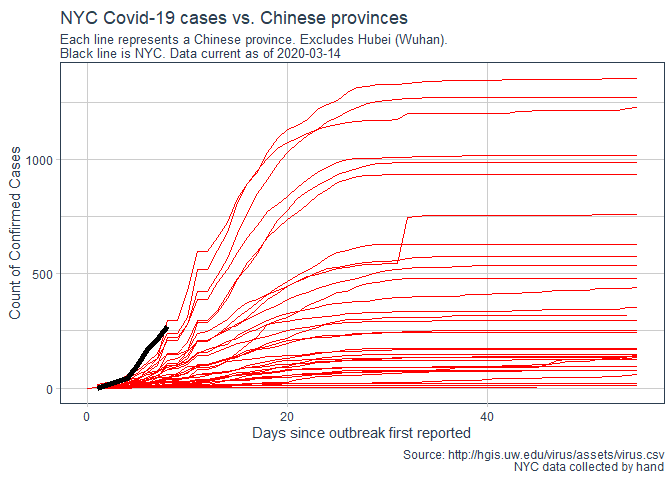 NYC Covid-19 cases vs. Chinese provinces
Each line represents a Chinese province. Excludes Hubei (Wuhan).
Black line is NYC. Data current as of 2020-03-14
Count of Confirmed Cases
1000
500
0
0 20 40
Days since outbreak first reported
Source: http://hgis.uw.edu/virus/assets/virus.csv
NYC data collected by hand